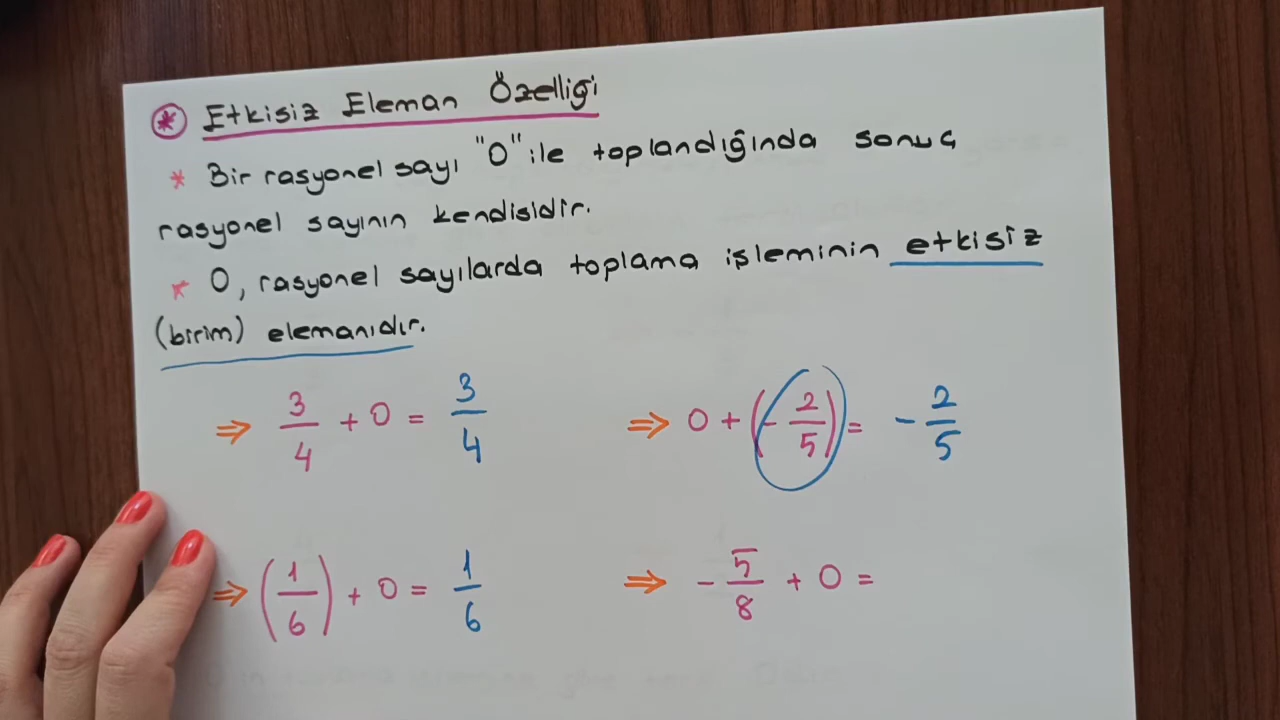 * Etkisiz Eleman Özelliği
* Bir rasyonel sayı "0" ile toplandığında sonuç
rasyonel sayının kendisidir.
* 0, rasyonel sayılarda toplama işleminin etkisiz
(birim) elemanıdır.
⇒ 3/4 + 0 = 3/4
⇒ 0 + (-2/5) = -2/5
⇒ (1/6) + 0 = 1/6
⇒ -5/8 + 0 =